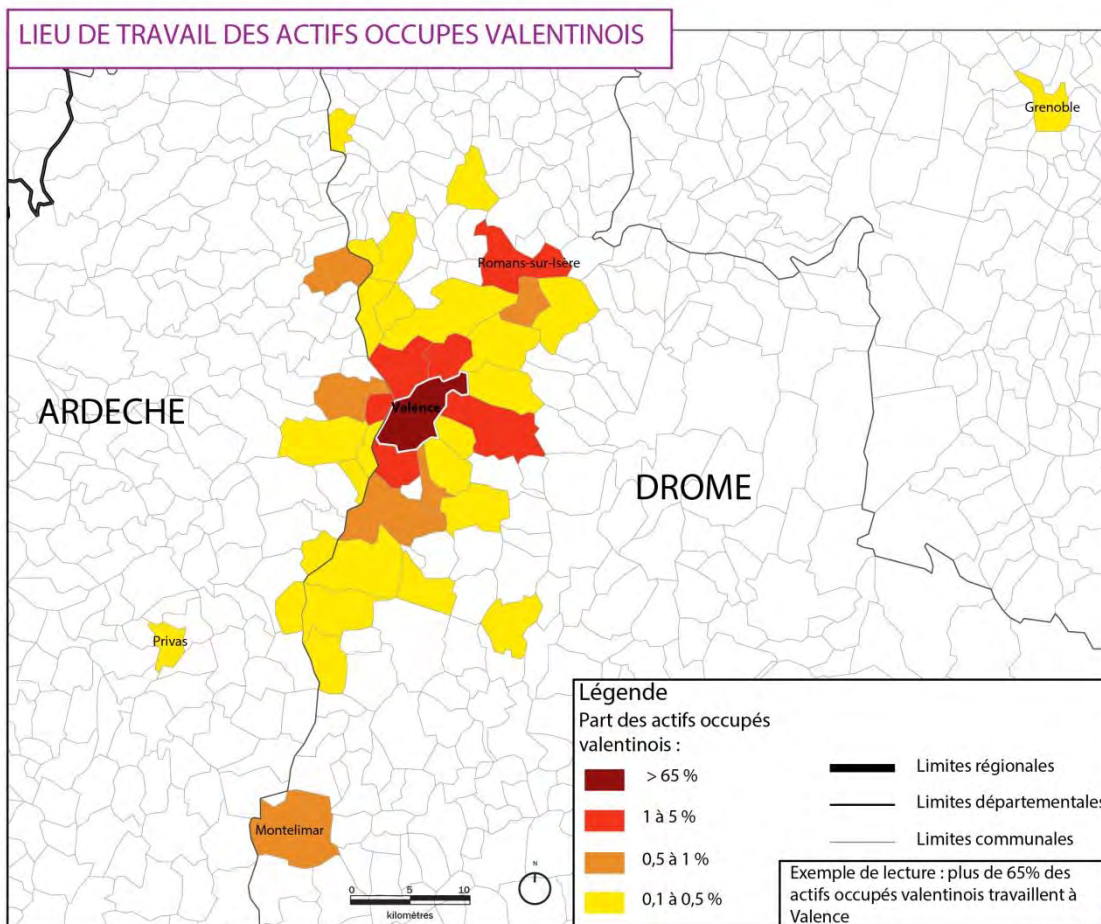 LIEU DE TRAVAIL DES ACTIFS OCCUPES VALENTINOIS
Grenoble
Romans-sur-Isère
Valence
ARDECHE
DROME
Privas
Montelimar
0 5 10
kilomètres
N
Légende
Part des actifs occupés
valentinois :
> 65 %
1 à 5 %
0,5 à 1 %
0,1 à 0,5 %
Limites régionales
Limites départementales
Limites communales
Exemple de lecture : plus de 65% des
actifs occupés valentinois travaillent à
Valence